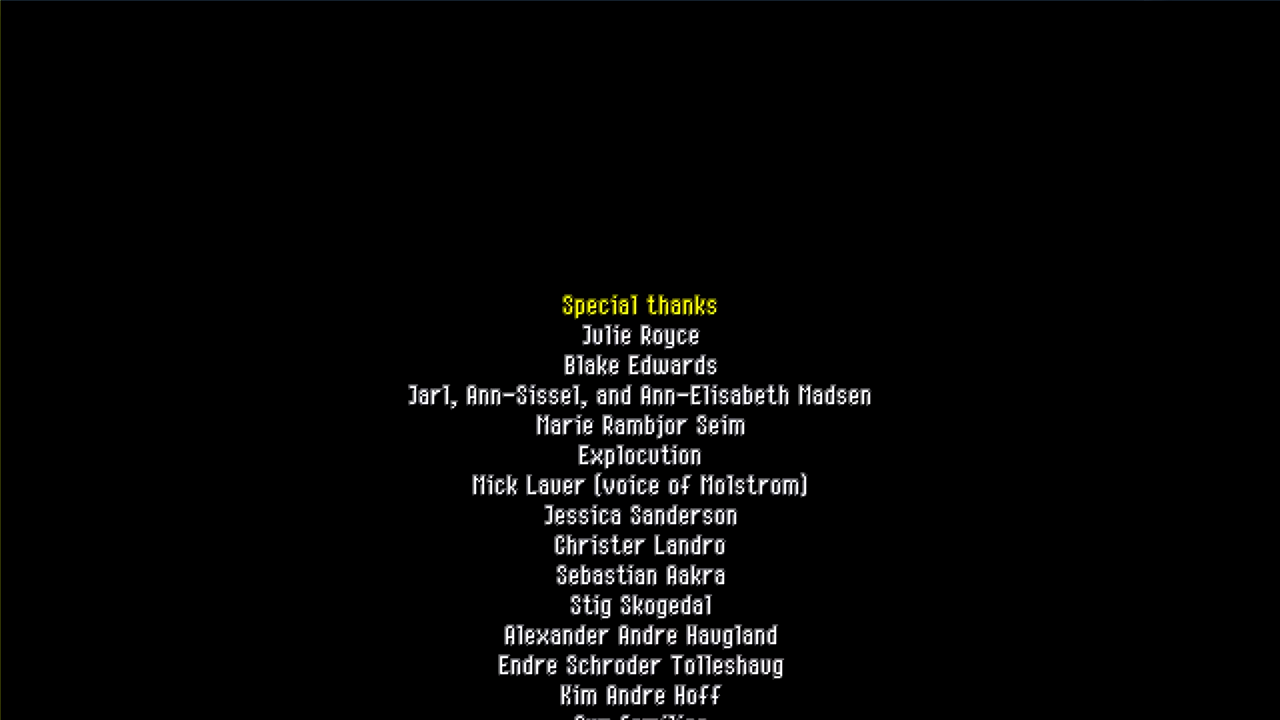 Special thanks
Julie Royce
Blake Edwards
Jarl, Ann-Sissel, and Ann-Elisabeth Madsen
Marie Rambjor Seim
Explocution
Mick Lauer (voice of Molstrom)
Jessica Sanderson
Christer Landro
Sebastian Aakra
Stig Skogedal
Alexander Andre Haugland
Endre Schroder Tolleshaug
Kim Andre Hoff